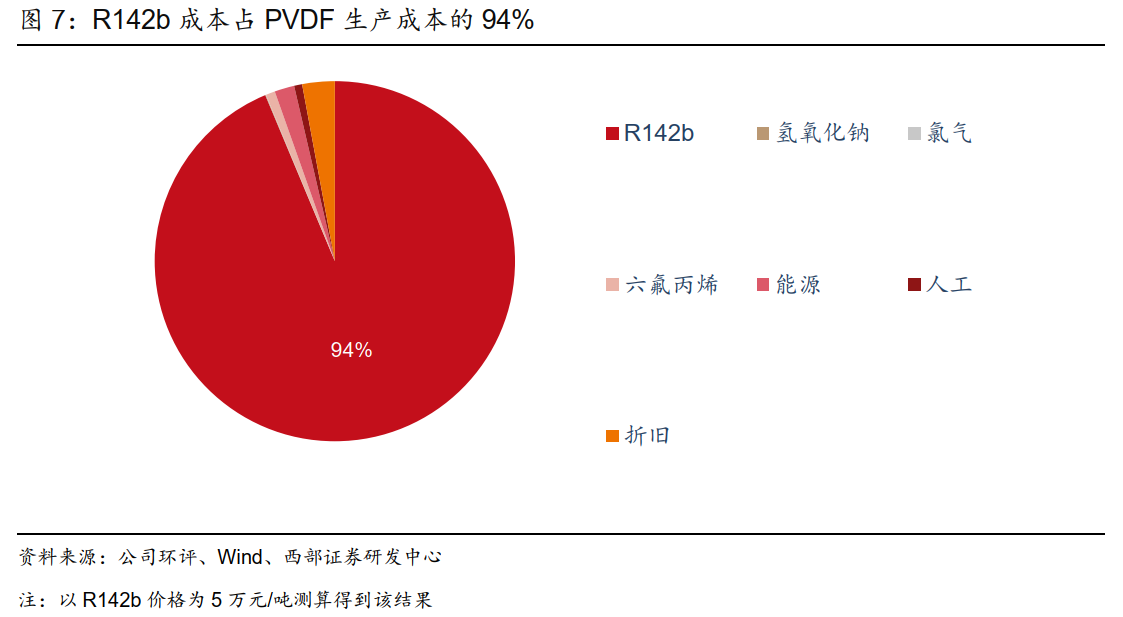 图 7：R142b 成本占 PVDF 生产成本的 94%
R142b
氢氧化钠
氯气
六氟丙烯
能源
人工
折旧
94%
资料来源：公司环评、Wind、西部证券研发中心
注：以 R142b 价格为 5 万元/吨测算得到该结果